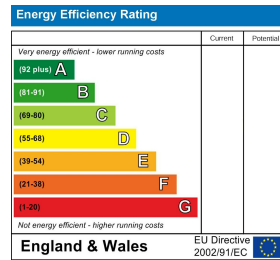 Energy Efficiency Rating
Current Potential
Very energy efficient - lower running costs
(92 plus) A
(81-91) B
(69-80) C
(55-68) D
(39-54) E
(21-38) F
(1-20) G
Not energy efficient - higher running costs
England & Wales
EU Directive
2002/91/EC